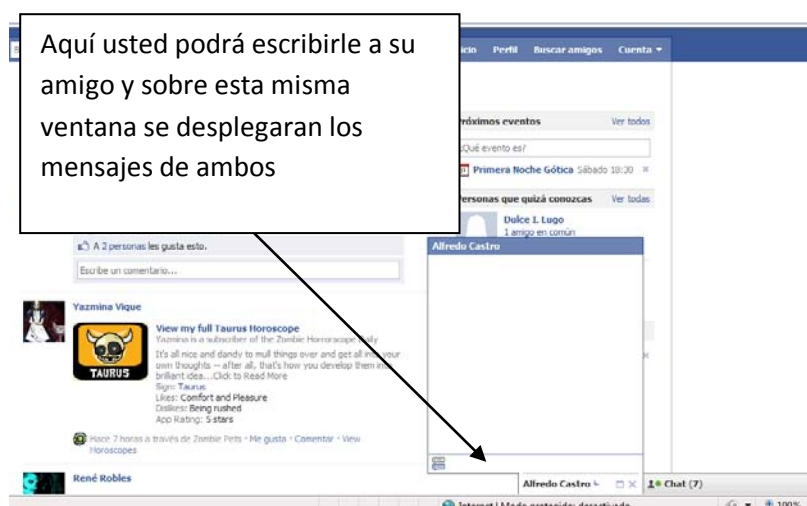 Aquí usted podrá escribirle a su
amigo y sobre esta misma
ventana se desplegaran los
mensajes de ambos
Perfil Buscar amigos Cuenta
eventos Ver todos
¿Qué evento es?
Primera Noche Gótica Sábado 18:30 ×
Personas que quizá conozcas Ver todas
Dulce I. Lugo
1 amigo en común
A 2 personas les gusta esto.
Escribe un comentario...
Alfredo Castro
Yazmina Vique
View my full Taurus Horoscope
Yazmina is a subscriber of the Zombie Horrorscope Daily
It's all nice and dandy to mull things over and get all into your
own thoughts -- after all, that's how you develop them into
brilliant idea...Click to Read More
Sign: Taurus
Likes: Comfort and Pleasure
Dislikes: Being rushed
App Rating: 5 stars
TAURUS
Hace 7 horas a través de Zombie Pets · Me gusta · Comentar · View
Horoscopes
René Robles
Alfredo Castro
Chat (7)
Internet | Modo protegido: desactivado
100%